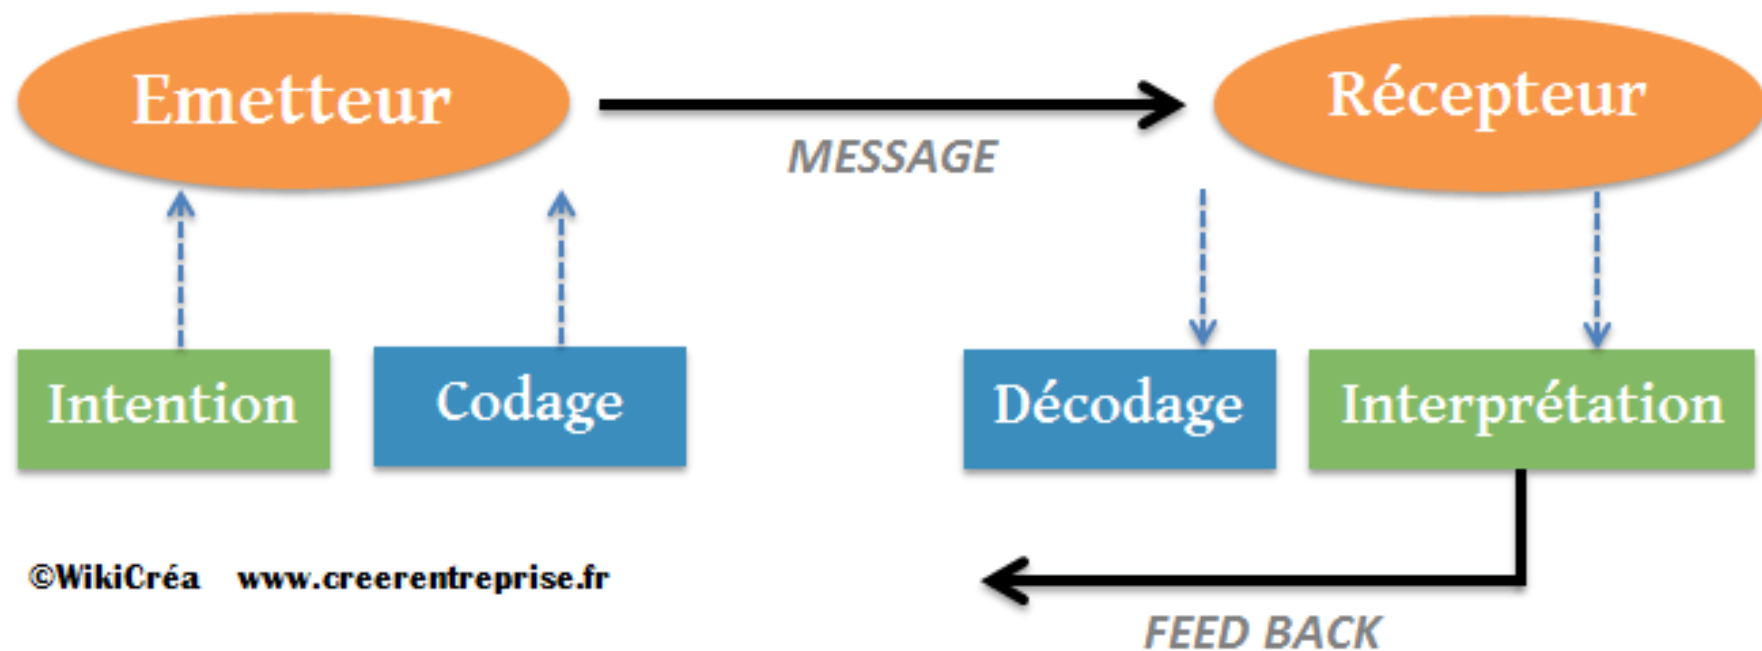 Emetteur
Récepteur
MESSAGE
Intention
Codage
Décodage
Interprétation
©WikiCréa www.creerentreprise.fr
FEED BACK